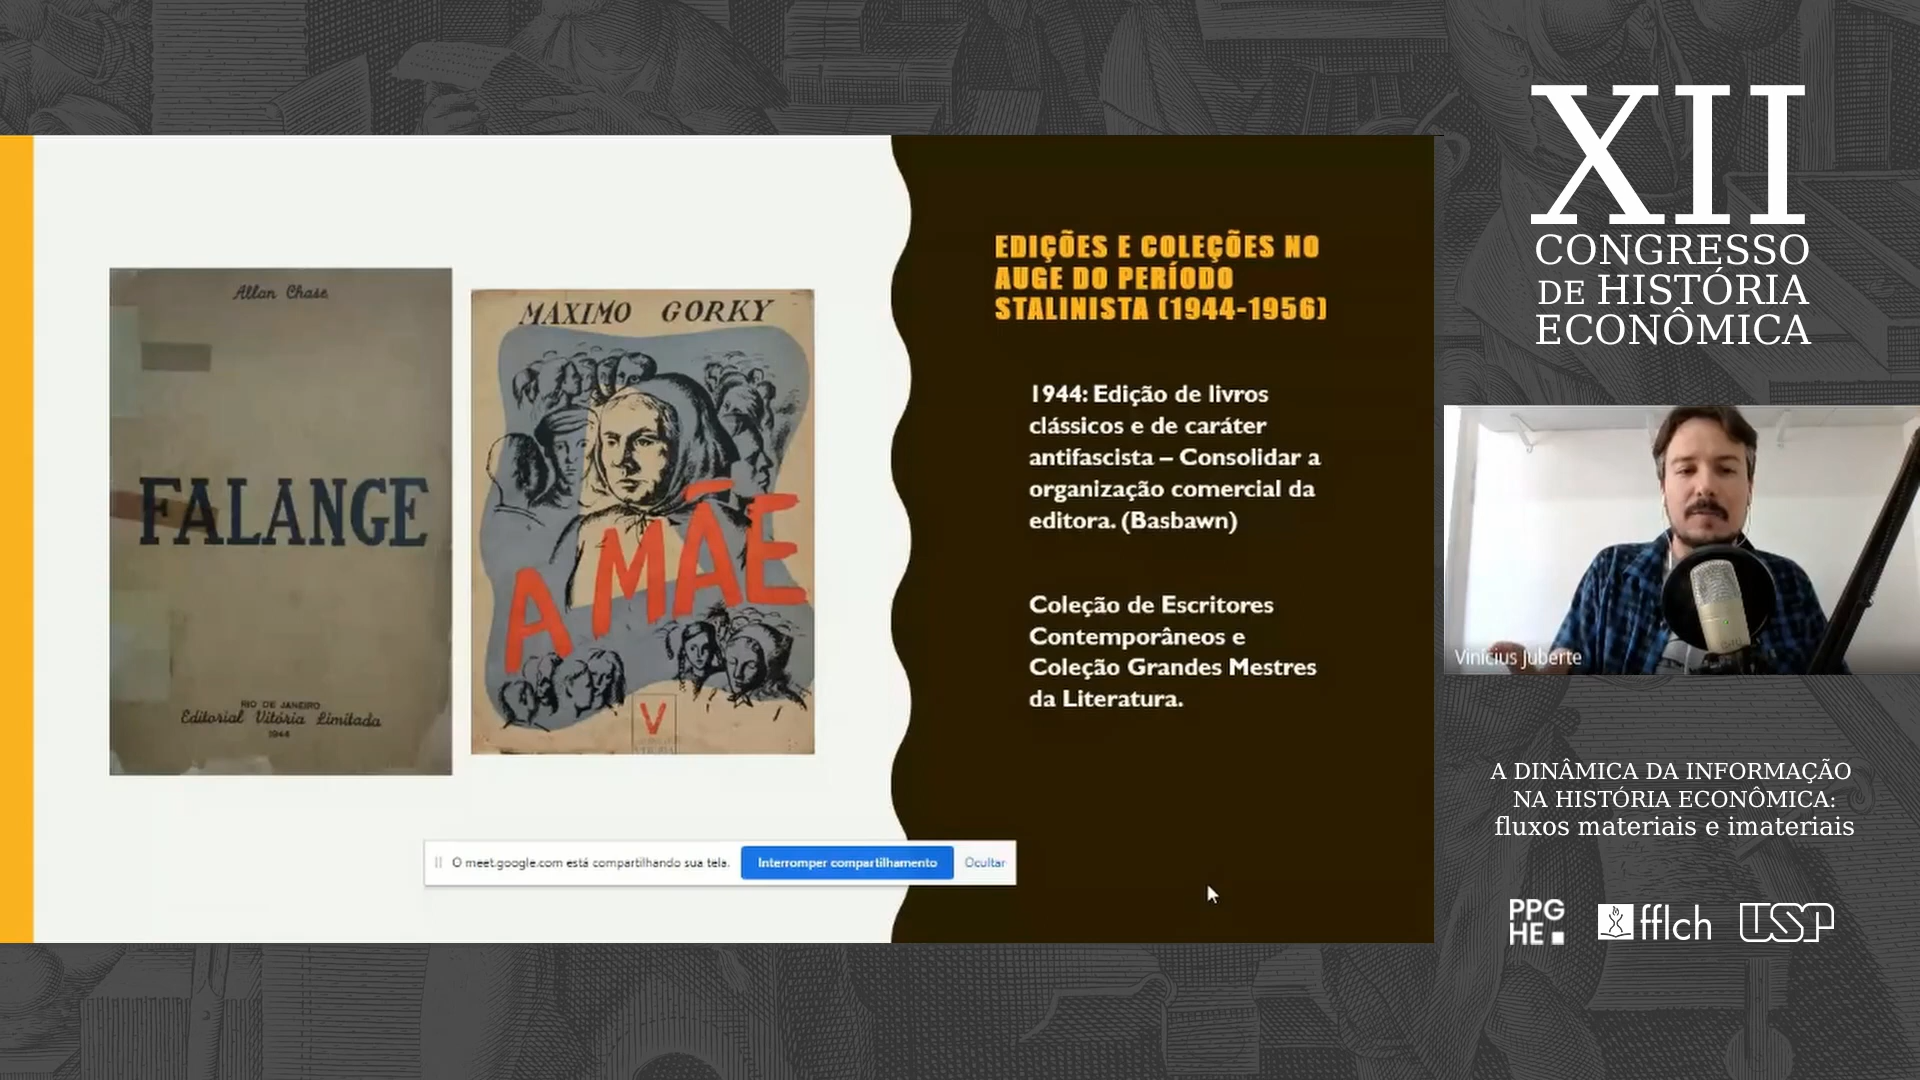 Allan Chase
FALANGE
RIO DE JANEIRO
Editorial Vitória Limitada
1944
MAXIMO GORKY
A MÃE
V
EDIÇÕES E COLEÇÕES NO
AUGE DO PERÍODO
STALINISTA (1944-1956)
1944: Edição de livros
clássicos e de caráter
antifascista – Consolidar a
organização comercial da
editora. (Basbawn)
Coleção de Escritores
Contemporâneos e
Coleção Grandes Mestres
da Literatura.
O meet.google.com está compartilhando sua tela.
Interromper compartilhamento
Ocultar
XII
CONGRESSO
DE HISTÓRIA
ECONÔMICA
Vinícius Juberte
A DINÂMICA DA INFORMAÇÃO
NA HISTÓRIA ECONÔMICA:
fluxos materiais e imateriais
PPG
HE
fflch
USP